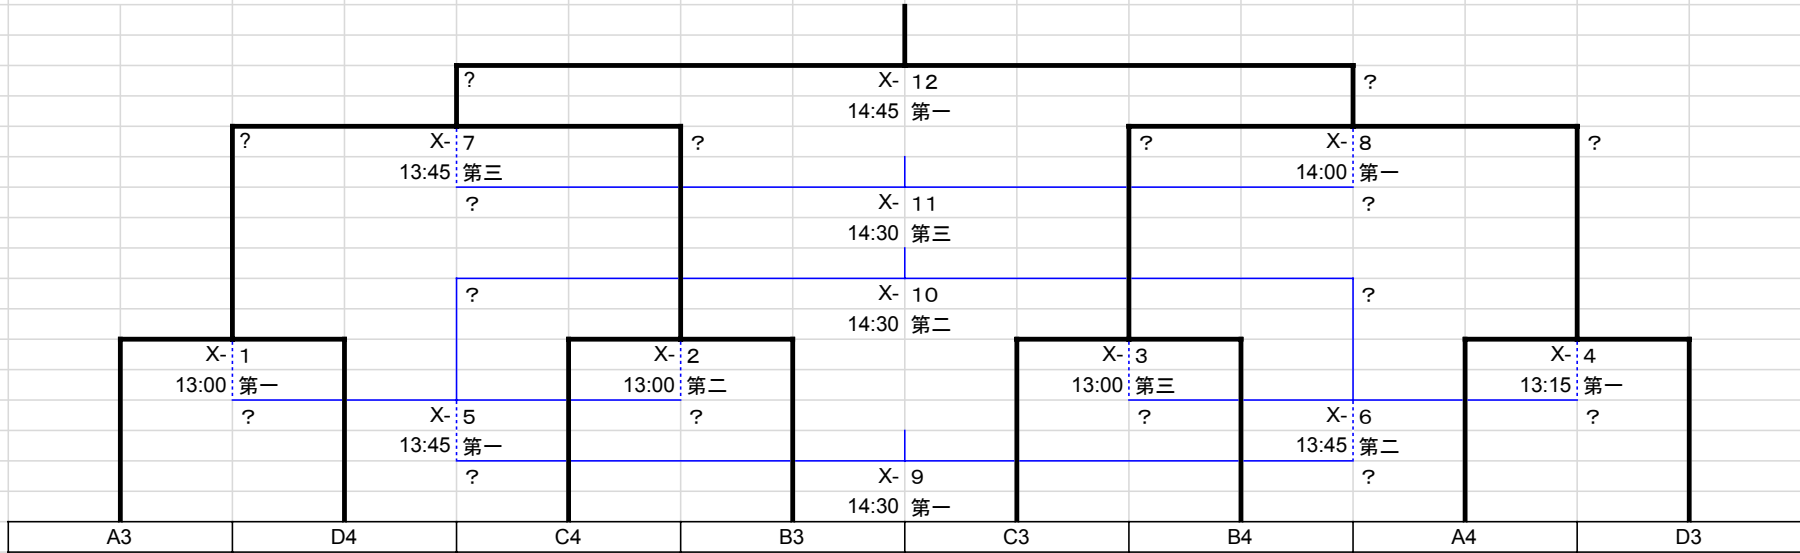 ? X- 12 ?
14:45 第一
? X- 7 ? ? X- 8 ?
13:45 第三 14:00 第一
? X- 11 ?
14:30 第三
? X- 10 ?
14:30 第二
X- 1 X- 2 X- 3 X- 4
13:00 第一 13:00 第二 13:00 第三 13:15 第一
? X- 5 ? ? X- 6 ?
13:45 第一 13:45 第二
? X- 9 ?
14:30 第一
A3 D4 C4 B3 C3 B4 A4 D3